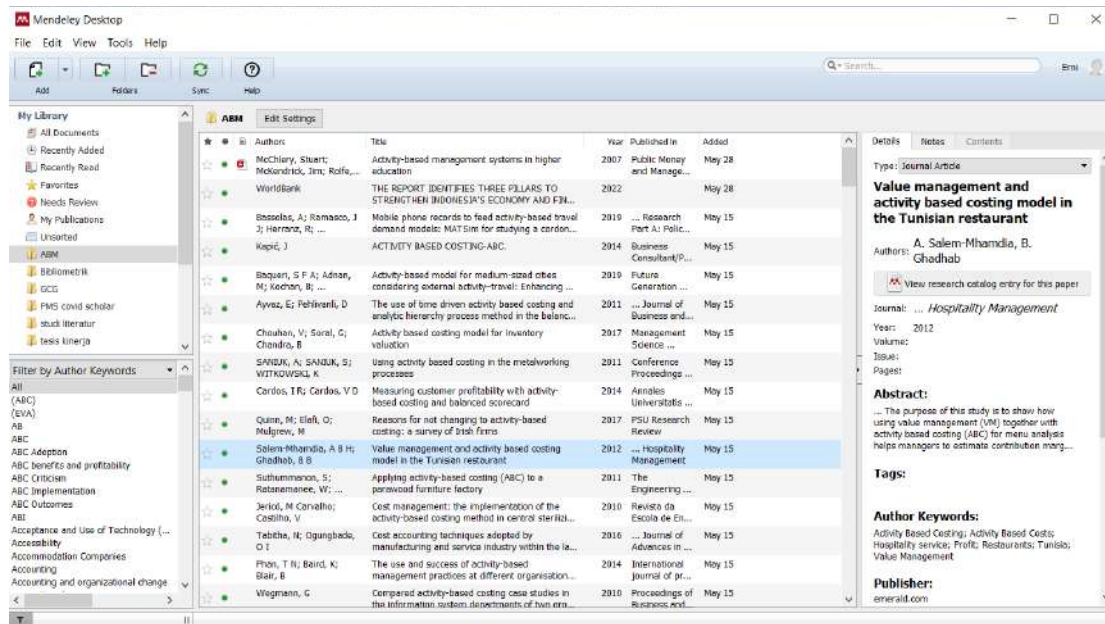 Mendeley Desktop
File Edit View Tools Help
Add
Folders
Sync
Help
Search...
Erni
My Library
All Documents
Recently Added
Recently Read
Favorites
Needs Review
My Publications
Unsorted
ABM
Bibliometrik
GCG
PMS covid scholar
studi literatur
tesis kinerja
Filter by Author Keywords
All
(ABC)
(EVA)
AB
ABC
ABC Adoption
ABC benefits and profitability
ABC Criticism
ABC Implementation
ABC Outcomes
ABI
Acceptance and Use of Technology (...
Accessibility
Accommodation Companies
Accounting
Accounting and organizational change
ABM Edit Settings
Authors Title Year Published In Added
McChlery, Stuart; Activity-based management systems in higher 2007 Public Money May 28
McKendrick, Jim; Rolfe,... education and Manage...
WorldBank THE REPORT IDENTIFIES THREE PILLARS TO 2022 May 28
STRENGTHEN INDONESIA'S ECONOMY AND FIN...
Bassolas, A; Ramasco, J Mobile phone records to feed activity-based travel 2019 ... Research May 15
J; Herranz, R; ... demand models: MATSim for studying a cordon... Part A: Polic...
Kapić, J ACTIVITY BASED COSTING-ABC. 2014 Business May 15
Consultant/P...
Baqueri, S F A; Adnan, Activity-based model for medium-sized cities 2019 Future May 15
M; Kochan, B; ... considering external activity–travel: Enhancing ... Generation ...
Ayvaz, E; Pehlivanli, D The use of time driven activity based costing and 2011 ... Journal of May 15
analytic hierarchy process method in the balanc... Business and...
Chouhan, V; Soral, G; Activity based costing model for inventory 2017 Management May 15
Chandra, B valuation Science ...
SANIUK, A; SANIUK, S; Using activity based costing in the metalworking 2011 Conference May 15
WITKOWSKI, K processes Proceedings ...
Cardos, I R; Cardos, V D Measuring customer profitability with activity- 2014 Annales May 15
based costing and balanced scorecard Universitatis ...
Quinn, M; Elafi, O; Reasons for not changing to activity-based 2017 PSU Research May 15
Mulgrew, M costing: a survey of Irish firms Review
Salem-Mhamdia, A B H; Value management and activity based costing 2012 ... Hospitality May 15
Ghadhab, B B model in the Tunisian restaurant Management
Suthummanon, S; Applying activity-based costing (ABC) to a 2011 The May 15
Ratanamanee, W; ... parawood furniture factory Engineering ...
Jericó, M Carvalho; Cost management: the implementation of the 2010 Revista da May 15
Castilho, V activity-based costing method in central sterilizi... Escola de En...
Tabitha, N; Ogungbade, Cost accounting techniques adopted by 2016 ... Journal of May 15
O I manufacturing and service industry within the la... Advances in ...
Phan, T N; Baird, K; The use and success of activity-based 2014 International May 15
Blair, B management practices at different organisation... journal of pr...
Wegmann, G Compared activity-based costing case studies in 2010 Proceedings of May 15
the information system departments of two gro... Business and...
Details Notes Contents
Type: Journal Article
Value management and
activity based costing model in
the Tunisian restaurant
Authors: A. Salem-Mhamdia, B.
Ghadhab
View research catalog entry for this paper
Journal: ... Hospitality Management
Year: 2012
Volume:
Issue:
Pages:
Abstract:
... The purpose of this study is to show how
using value management (VM) together with
activity based costing (ABC) for menu analysis
helps managers to estimate contribution marg...
Tags:
Author Keywords:
Activity Based Costing; Activity Based Costs;
Hospitality service; Profit; Restaurants; Tunisia;
Value Management
Publisher:
emerald.com